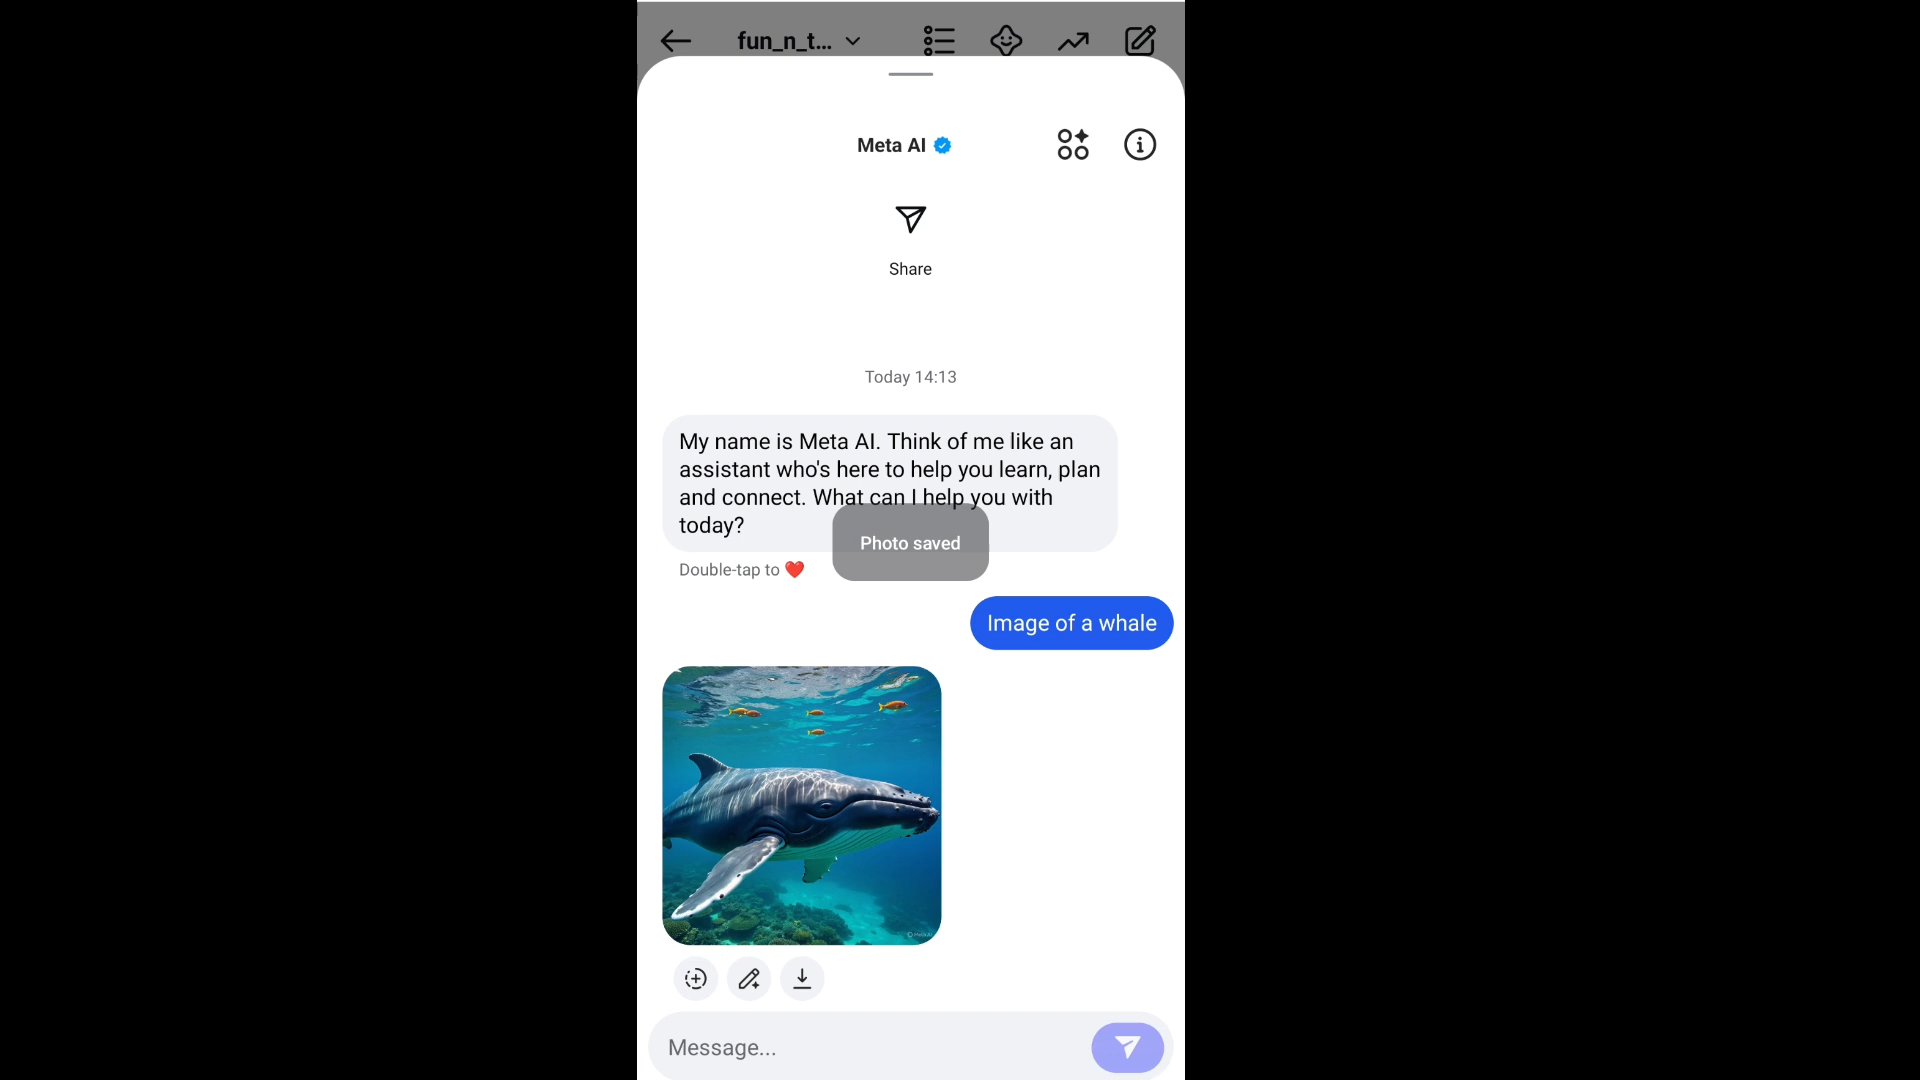 fun_n_t...
Meta AI
Share
Today 14:13
My name is Meta AI. Think of me like an
assistant who's here to help you learn, plan
and connect. What can I help you with
today?
Photo saved
Double-tap to ❤️
Image of a whale
Message...